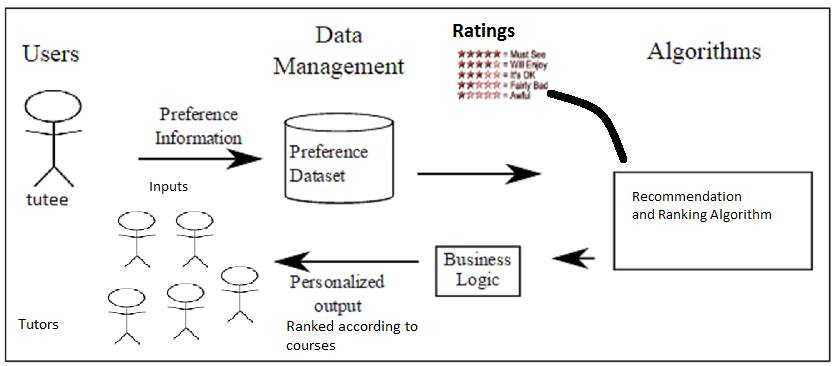 Users
Data
Management
Ratings
★★★★★ = Must See
★★★★☆ = Will Enjoy
★★★☆☆ = It's OK
★★☆☆☆ = Fairly Bad
★☆☆☆☆ = Awful
Algorithms
Preference
Information
Inputs
tutee
Preference
Dataset
Recommendation
and Ranking Algorithm
Business
Logic
Personalized
output
Ranked according to
courses
Tutors